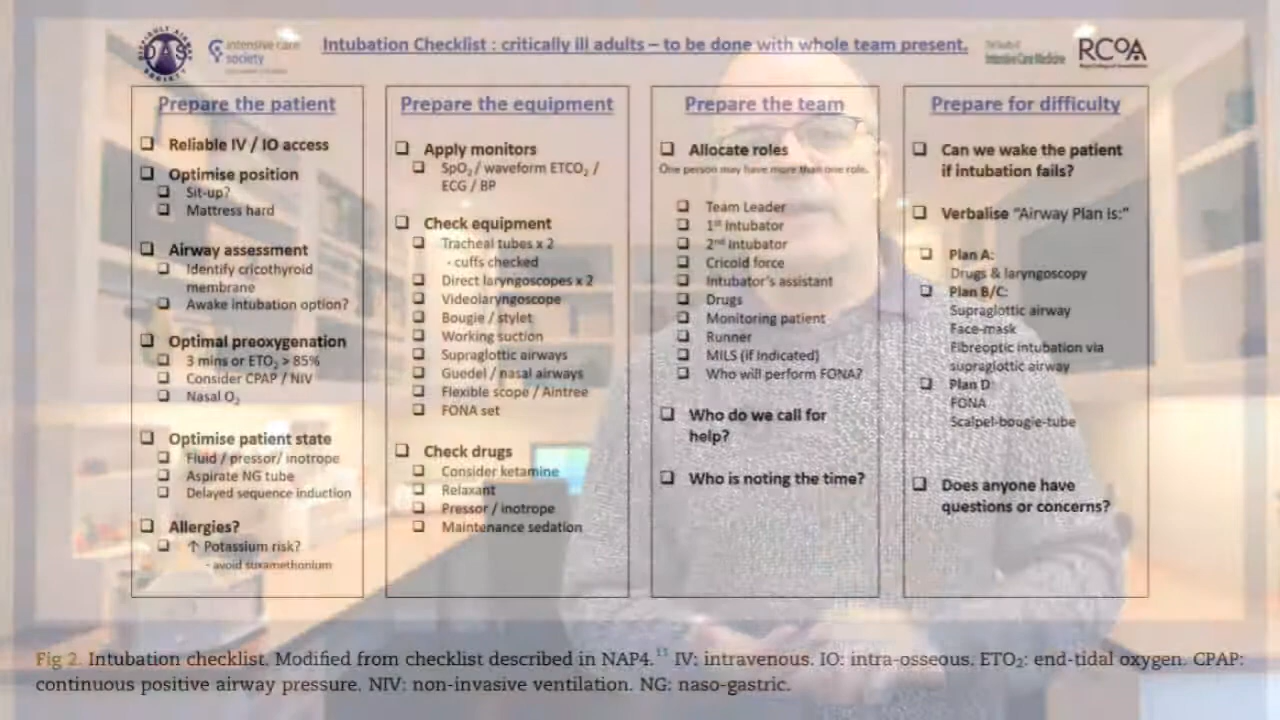 DAS
intensive care
society
Intubation Checklist : critically ill adults – to be done with whole team present.
Intensive Care Medicine
RCOA
Prepare the patient
Reliable IV / IO access
Optimise position
Sit-up?
Mattress hard
Airway assessment
Identify cricothyroid
membrane
Awake intubation option?
Optimal preoxygenation
3 mins or ETO₂ > 85%
Consider CPAP / NIV
Nasal O₂
Optimise patient state
Fluid / pressor/ inotrope
Aspirate NG tube
Delayed sequence induction
Allergies?
↑ Potassium risk?
- avoid suxamethonium
Prepare the equipment
Apply monitors
SpO₂ / waveform ETCO₂ /
ECG / BP
Check equipment
Tracheal tubes x 2
- cuffs checked
Direct laryngoscopes x 2
Videolaryngoscope
Bougie / stylet
Working suction
Supraglottic airways
Guedel / nasal airways
Flexible scope / Aintree
FONA set
Check drugs
Consider ketamine
Relaxant
Pressor / inotrope
Maintenance sedation
Prepare the team
Allocate roles
One person may have more than one role.
Team Leader
1st Intubator
2nd Intubator
Cricoid force
Intubator's assistant
Drugs
Monitoring patient
Runner
MILS (if indicated)
Who will perform FONA?
Who do we call for
help?
Who is noting the time?
Prepare for difficulty
Can we wake the patient
if intubation fails?
Verbalise "Airway Plan is:"
Plan A:
Drugs & laryngoscopy
Plan B/C:
Supraglottic airway
Face-mask
Fibreoptic intubation via
supraglottic airway
Plan D:
FONA
Scalpel-bougie-tube
Does anyone have
questions or concerns?
Fig 2. Intubation checklist. Modified from checklist described in NAP4.¹³ IV: intravenous. IO: intra-osseous. ETO₂: end-tidal oxygen. CPAP:
continuous positive airway pressure. NIV: non-invasive ventilation. NG: naso-gastric.